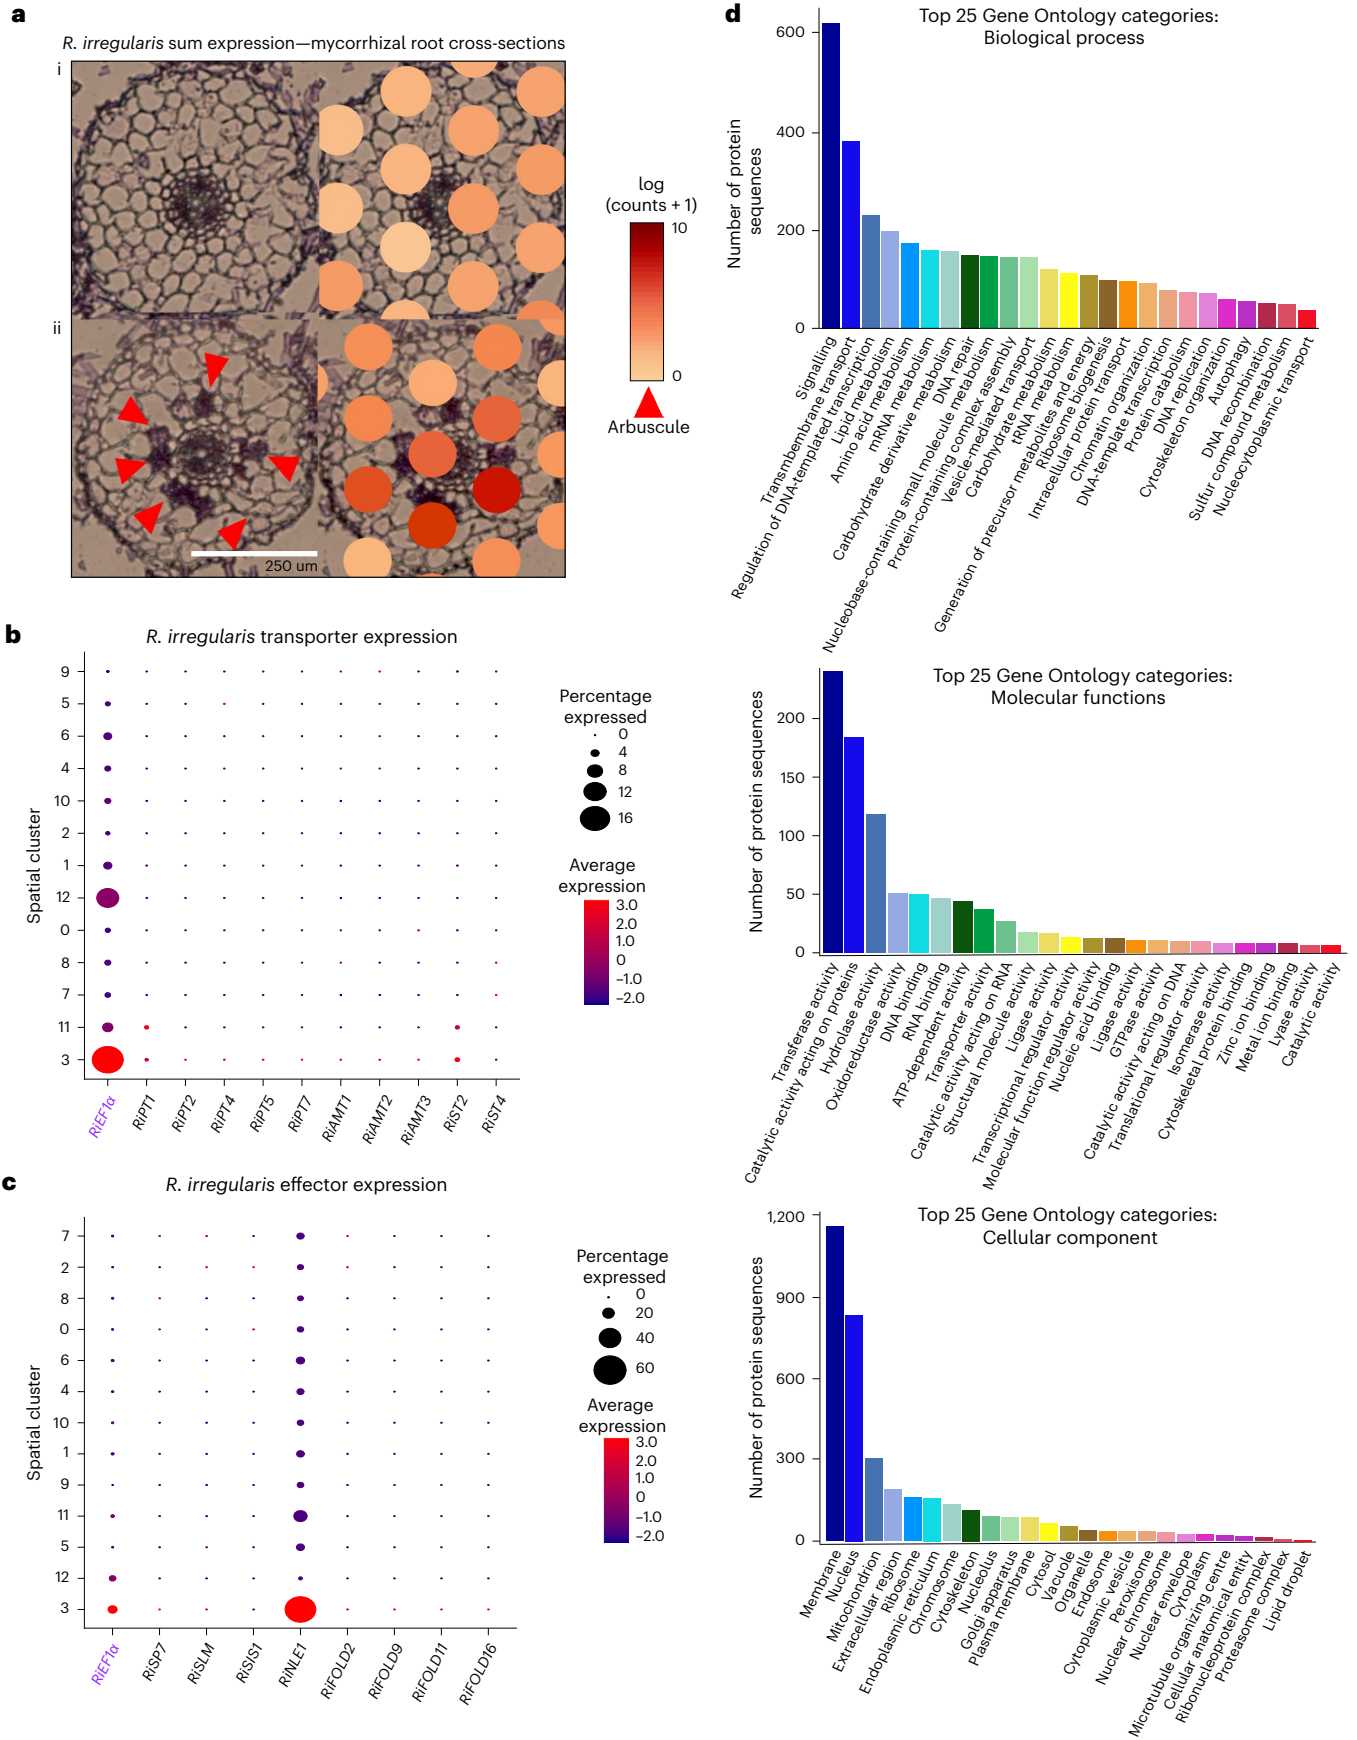 a
R. irregularis sum expression—mycorrhizal root cross-sections
i
ii
250 um
log
(counts + 1)
10
0
Arbuscule
b
R. irregularis transporter expression
Spatial cluster
9
5
6
4
10
2
1
12
0
8
7
11
3
RiEF1α
RiPT1
RiPT2
RiPT4
RiPT5
RiPT7
RiAMT1
RiAMT2
RiAMT3
RiST2
RiST4
Percentage
expressed
0
4
8
12
16
Average
expression
3.0
2.0
1.0
0
–1.0
–2.0
c
R. irregularis effector expression
Spatial cluster
7
2
8
0
6
4
10
1
9
11
5
12
3
RiEF1α
RiSP7
RiSLM
RiSIS1
RiNLE1
RiFOLD2
RiFOLD9
RiFOLD11
RiFOLD16
Percentage
expressed
0
20
40
60
Average
expression
3.0
2.0
1.0
0
–1.0
–2.0
d
Top 25 Gene Ontology categories:
Biological process
Number of protein
sequences
600
400
200
0
Signalling
Transmembrane transport
Regulation of DNA-templated transcription
Lipid metabolism
Amino acid metabolism
mRNA metabolism
Carbohydrate derivative metabolism
DNA repair
Nucleobase-containing small molecule metabolism
Protein-containing complex assembly
Vesicle-mediated transport
Carbohydrate metabolism
tRNA metabolism
Generation of precursor metabolites and energy
Ribosome biogenesis
Intracellular protein transport
Chromatin organization
DNA-template transcription
Protein catabolism
DNA replication
Cytoskeleton organization
Autophagy
DNA recombination
Sulfur compound metabolism
Nucleocytoplasmic transport
Top 25 Gene Ontology categories:
Molecular functions
Number of protein sequences
200
150
100
50
0
Transferase activity
Catalytic activity acting on proteins
Hydrolase activity
Oxidoreductase activity
DNA binding
RNA binding
ATP-dependent activity
Transporter activity
Catalytic activity acting on RNA
Structural molecule activity
Ligase activity
Transcriptional regulator activity
Molecular function regulator activity
Nucleic acid binding
Ligase activity
GTPase activity
Catalytic activity acting on DNA
Translational regulator activity
Isomerase activity
Cytoskeletal protein binding
Zinc ion binding
Metal ion binding
Lyase activity
Catalytic activity
Top 25 Gene Ontology categories:
Cellular component
Number of protein sequences
1,200
900
600
300
0
Membrane
Nucleus
Mitochondrion
Extracellular region
Ribosome
Endoplasmic reticulum
Chromosome
Cytoskeleton
Nucleolus
Golgi apparatus
Plasma membrane
Cytosol
Vacuole
Organelle
Endosome
Cytoplasmic vesicle
Peroxisome
Nuclear chromosome
Nuclear envelope
Cytoplasm
Microtubule organizing centre
Cellular anatomical entity
Ribonucleoprotein complex
Proteasome complex
Lipid droplet